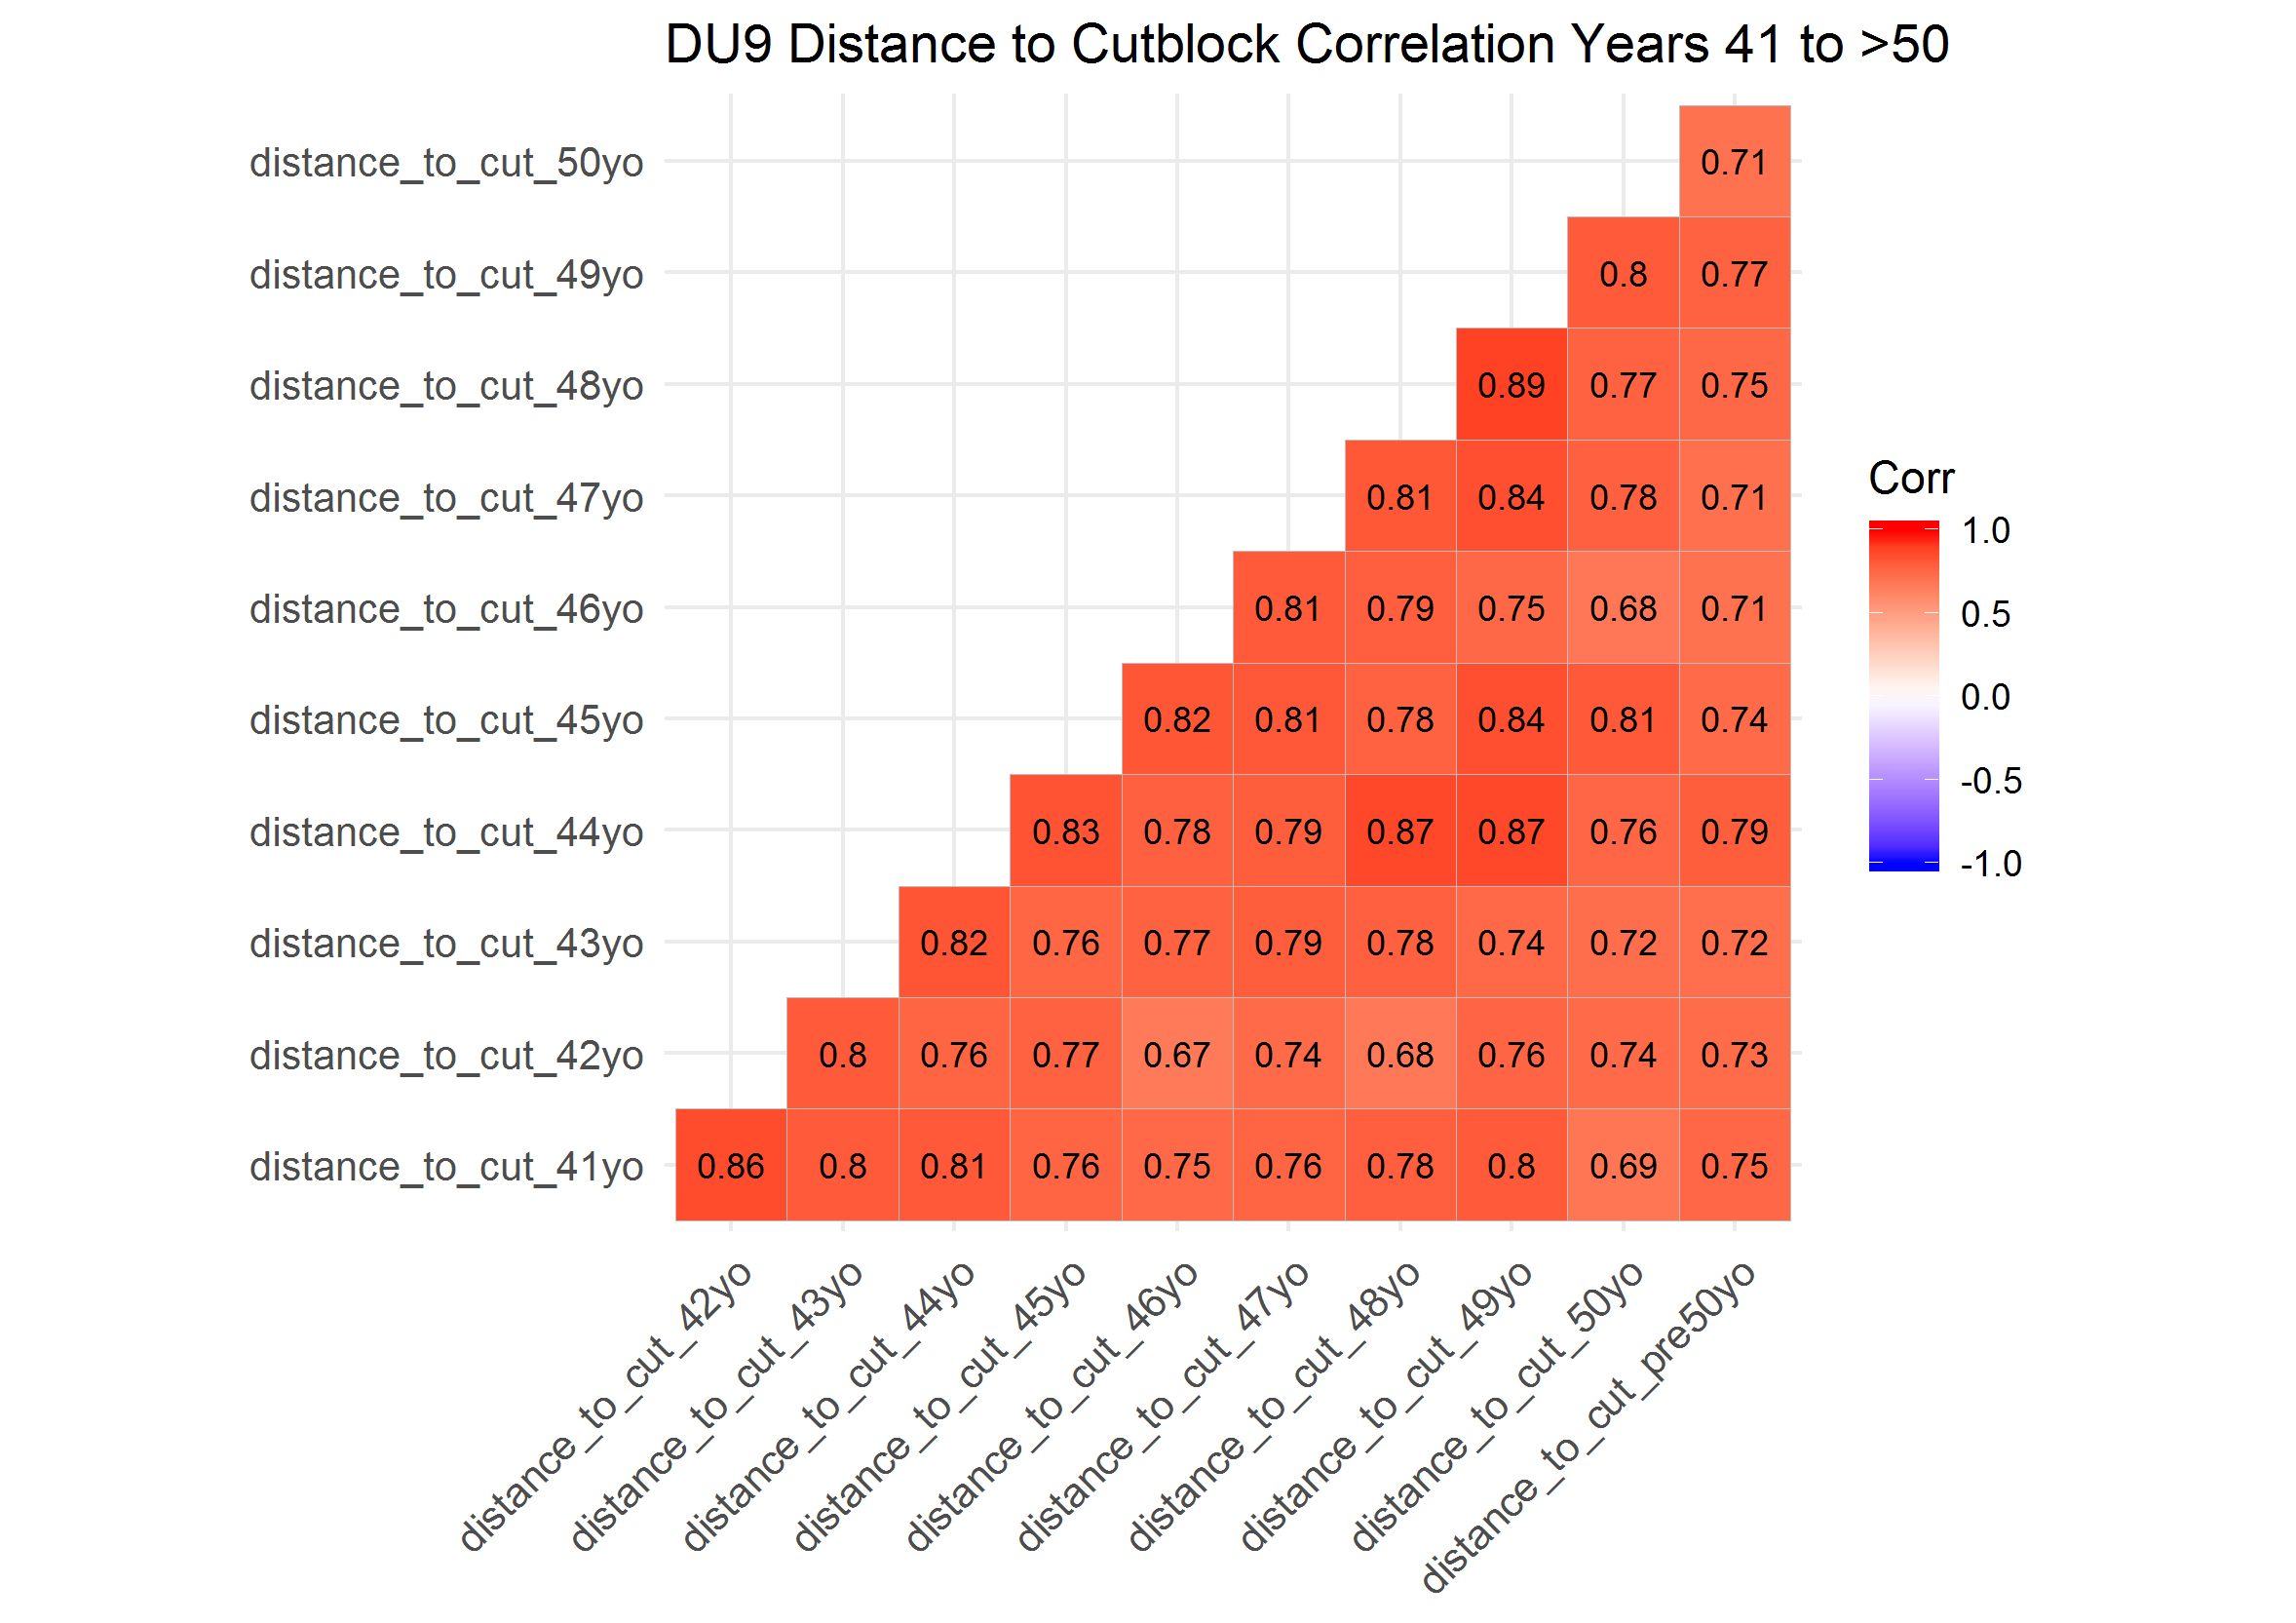 DU9 Distance to Cutblock Correlation Years 41 to >50
distance_to_cut_50yo 0.71
distance_to_cut_49yo 0.8 0.77
distance_to_cut_48yo 0.89 0.77 0.75
distance_to_cut_47yo 0.81 0.84 0.78 0.71
distance_to_cut_46yo 0.81 0.79 0.75 0.68 0.71
distance_to_cut_45yo 0.82 0.81 0.78 0.84 0.81 0.74
distance_to_cut_44yo 0.83 0.78 0.79 0.87 0.87 0.76 0.79
distance_to_cut_43yo 0.82 0.76 0.77 0.79 0.78 0.74 0.72 0.72
distance_to_cut_42yo 0.8 0.76 0.77 0.67 0.74 0.68 0.76 0.74 0.73
distance_to_cut_41yo 0.86 0.8 0.81 0.76 0.75 0.76 0.78 0.8 0.69 0.75
distance_to_cut_42yo
distance_to_cut_43yo
distance_to_cut_44yo
distance_to_cut_45yo
distance_to_cut_46yo
distance_to_cut_47yo
distance_to_cut_48yo
distance_to_cut_49yo
distance_to_cut_50yo
distance_to_cut_pre50yo
Corr
1.0
0.5
0.0
-0.5
-1.0